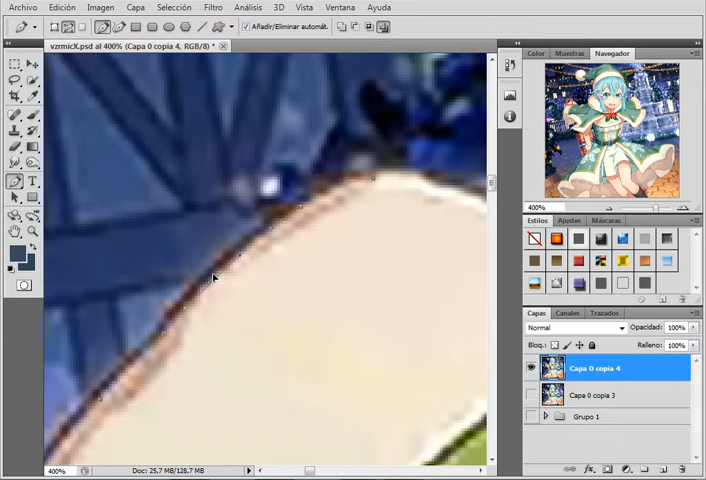 Archivo Edición Imagen Capa Selección Filtro Análisis 3D Vista Ventana Ayuda
Añadir/Eliminar automát.
vzrmicX.psd al 400% (Capa 0 copia 4, RGB/8) *
Color Muestras Navegador
400%
Estilos Ajustes Máscaras
Capas Canales Trazados
Normal Opacidad: 100%
Bloq.: Relleno: 100%
Capa 0 copia 4
Capa 0 copia 3
Grupo 1
400% Doc: 25,7 MB/128,7 MB